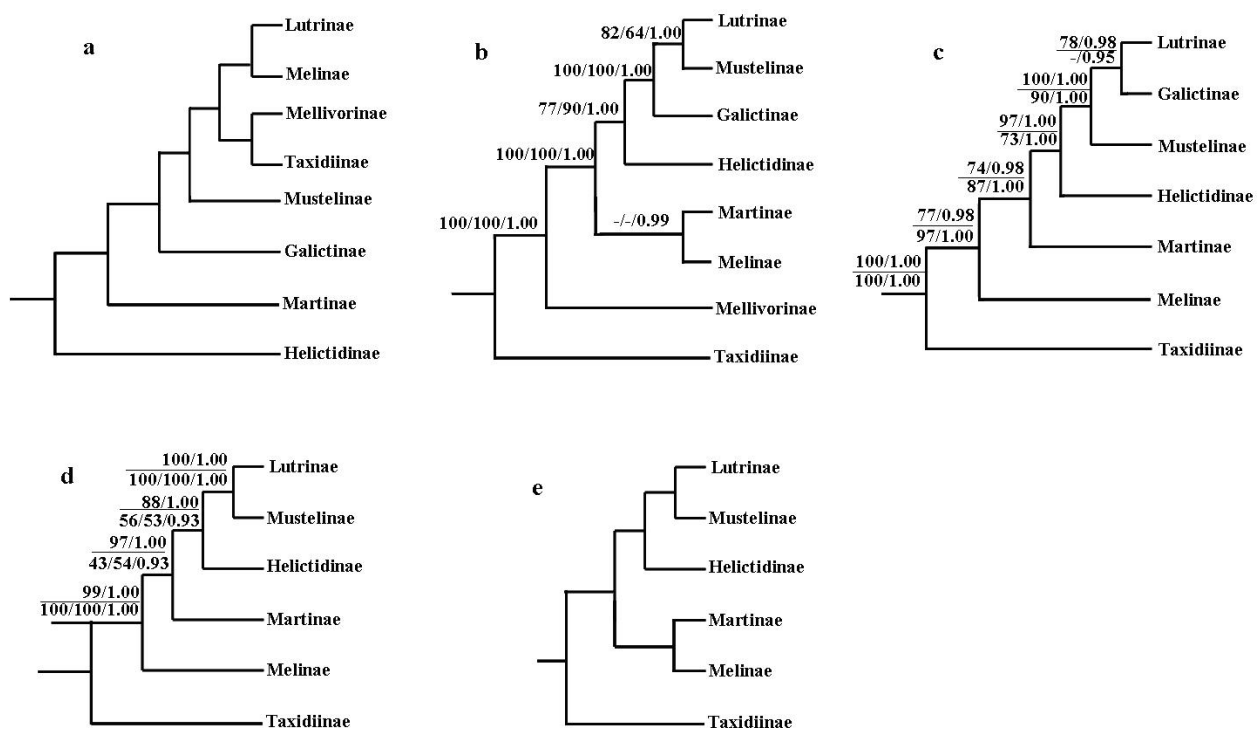 a
Lutrinae
Melinae
Mellivorinae
Taxidiinae
Mustelinae
Galictinae
Martinae
Helictidinae
b
82/64/1.00
Lutrinae
Mustelinae
100/100/1.00
Galictinae
77/90/1.00
Helictidinae
100/100/1.00
Martinae
-/-/0.99
Melinae
100/100/1.00
Mellivorinae
Taxidiinae
c
78/0.98
-/0.95
Lutrinae
Galictinae
100/1.00
90/1.00
Mustelinae
97/1.00
73/1.00
Helictidinae
74/0.98
87/1.00
Martinae
77/0.98
97/1.00
Melinae
100/1.00
100/1.00
Taxidiinae
d
100/1.00
100/100/1.00
Lutrinae
Mustelinae
88/1.00
56/53/0.93
Helictidinae
97/1.00
43/54/0.93
Martinae
99/1.00
100/100/1.00
Melinae
Taxidiinae
e
Lutrinae
Mustelinae
Helictidinae
Martinae
Melinae
Taxidiinae